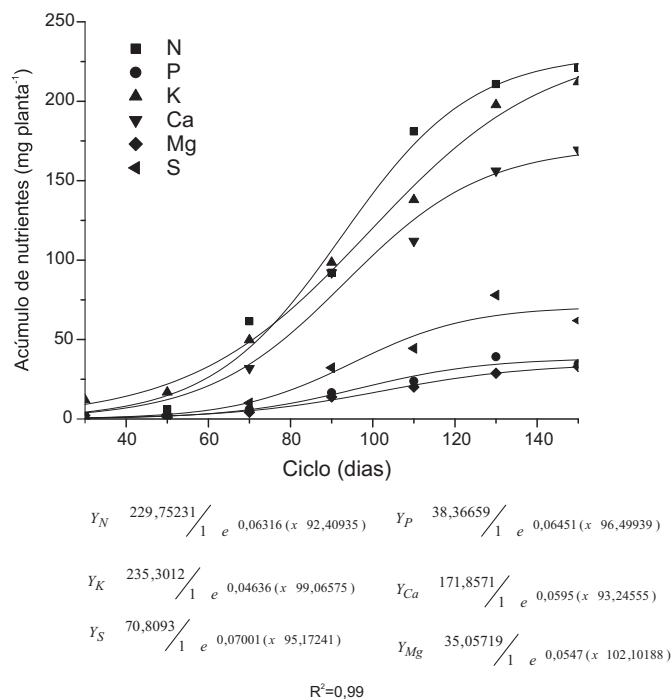 250
200
150
100
50
0
Acúmulo de nutrientes (mg planta⁻¹)
N
P
K
Ca
Mg
S
40 60 80 100 120 140
Ciclo (dias)
Y_N 229,75231/1 e 0,06316(x 92,40935) Y_P 38,36659/1 e 0,06451(x 96,49939)
Y_K 235,3012/1 e 0,04636(x 99,06575) Y_Ca 171,8571/1 e 0,0595(x 93,24555)
Y_S 70,8093/1 e 0,07001(x 95,17241) Y_Mg 35,05719/1 e 0,0547(x 102,10188)
R²=0,99